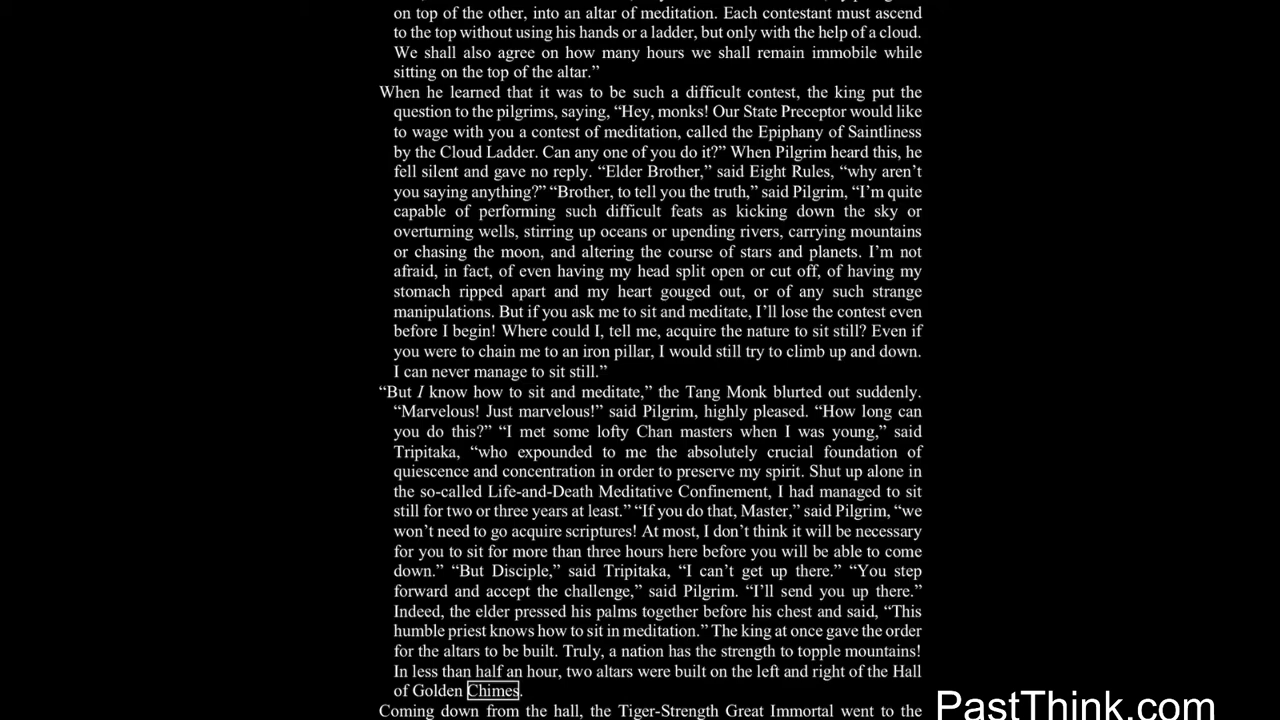 on top of the other, into an altar of meditation. Each contestant must ascend
to the top without using his hands or a ladder, but only with the help of a cloud.
We shall also agree on how many hours we shall remain immobile while
sitting on the top of the altar.”
When he learned that it was to be such a difficult contest, the king put the
question to the pilgrims, saying, “Hey, monks! Our State Preceptor would like
to wage with you a contest of meditation, called the Epiphany of Saintliness
by the Cloud Ladder. Can any one of you do it?” When Pilgrim heard this, he
fell silent and gave no reply. “Elder Brother,” said Eight Rules, “why aren’t
you saying anything?” “Brother, to tell you the truth,” said Pilgrim, “I’m quite
capable of performing such difficult feats as kicking down the sky or
overturning wells, stirring up oceans or upending rivers, carrying mountains
or chasing the moon, and altering the course of stars and planets. I’m not
afraid, in fact, of even having my head split open or cut off, of having my
stomach ripped apart and my heart gouged out, or of any such strange
manipulations. But if you ask me to sit and meditate, I’ll lose the contest even
before I begin! Where could I, tell me, acquire the nature to sit still? Even if
you were to chain me to an iron pillar, I would still try to climb up and down.
I can never manage to sit still.”
“But I know how to sit and meditate,” the Tang Monk blurted out suddenly.
“Marvelous! Just marvelous!” said Pilgrim, highly pleased. “How long can
you do this?” “I met some lofty Chan masters when I was young,” said
Tripitaka, “who expounded to me the absolutely crucial foundation of
quiescence and concentration in order to preserve my spirit. Shut up alone in
the so-called Life-and-Death Meditative Confinement, I had managed to sit
still for two or three years at least.” “If you do that, Master,” said Pilgrim, “we
won’t need to go acquire scriptures! At most, I don’t think it will be necessary
for you to sit for more than three hours here before you will be able to come
down.” “But Disciple,” said Tripitaka, “I can’t get up there.” “You step
forward and accept the challenge,” said Pilgrim. “I’ll send you up there.”
Indeed, the elder pressed his palms together before his chest and said, “This
humble priest knows how to sit in meditation.” The king at once gave the order
for the altars to be built. Truly, a nation has the strength to topple mountains!
In less than half an hour, two altars were built on the left and right of the Hall
of Golden Chimes.
Coming down from the hall, the Tiger-Strength Great Immortal went to the
PastThink.com